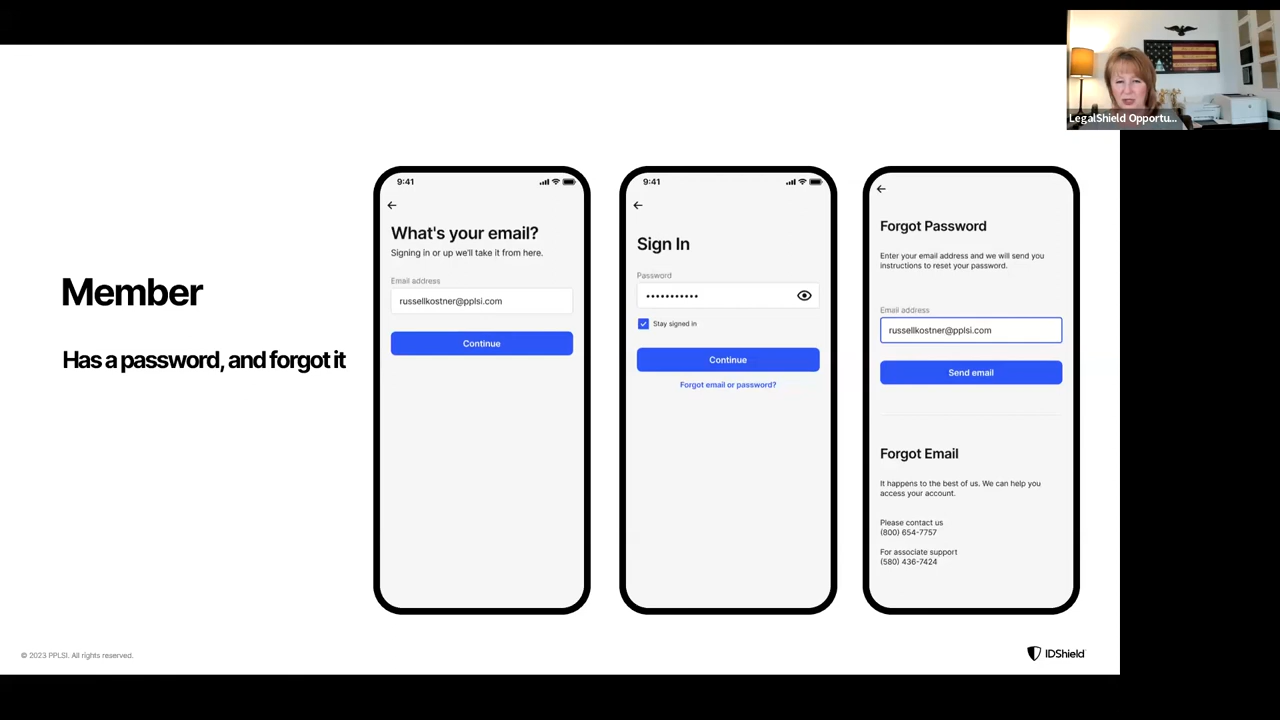 LegalShield Opportu...
Member
Has a password, and forgot it
9:41
What's your email?
Signing in or up we'll take it from here.
Email address
russellkostner@pplsi.com
Continue
9:41
Sign In
Password
Stay signed in
Continue
Forgot email or password?
Forgot Password
Enter your email address and we will send you
instructions to reset your password.
Email address
russellkostner@pplsi.com
Send email
Forgot Email
It happens to the best of us. We can help you
access your account.
Please contact us
(800) 654-7757
For associate support
(580) 436-7424
© 2023 PPLSI. All rights reserved.
IDShield